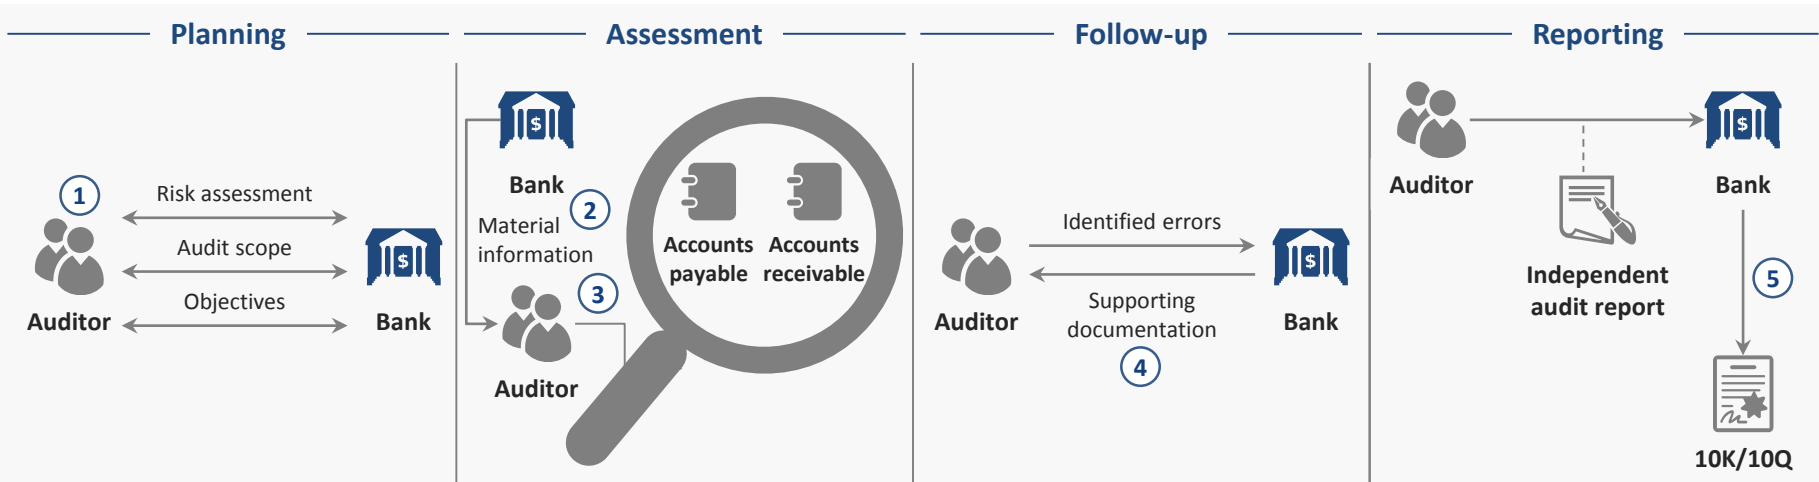 Planning
Assessment
Follow-up
Reporting
1
Risk assessment
Audit scope
Objectives
Auditor
$
Bank
$
Bank
2
Material
information
3
Auditor
Accounts
payable
Accounts
receivable
Identified errors
Supporting
documentation
4
Auditor
$
Bank
Auditor
$
Bank
Independent
audit report
5
10K/10Q